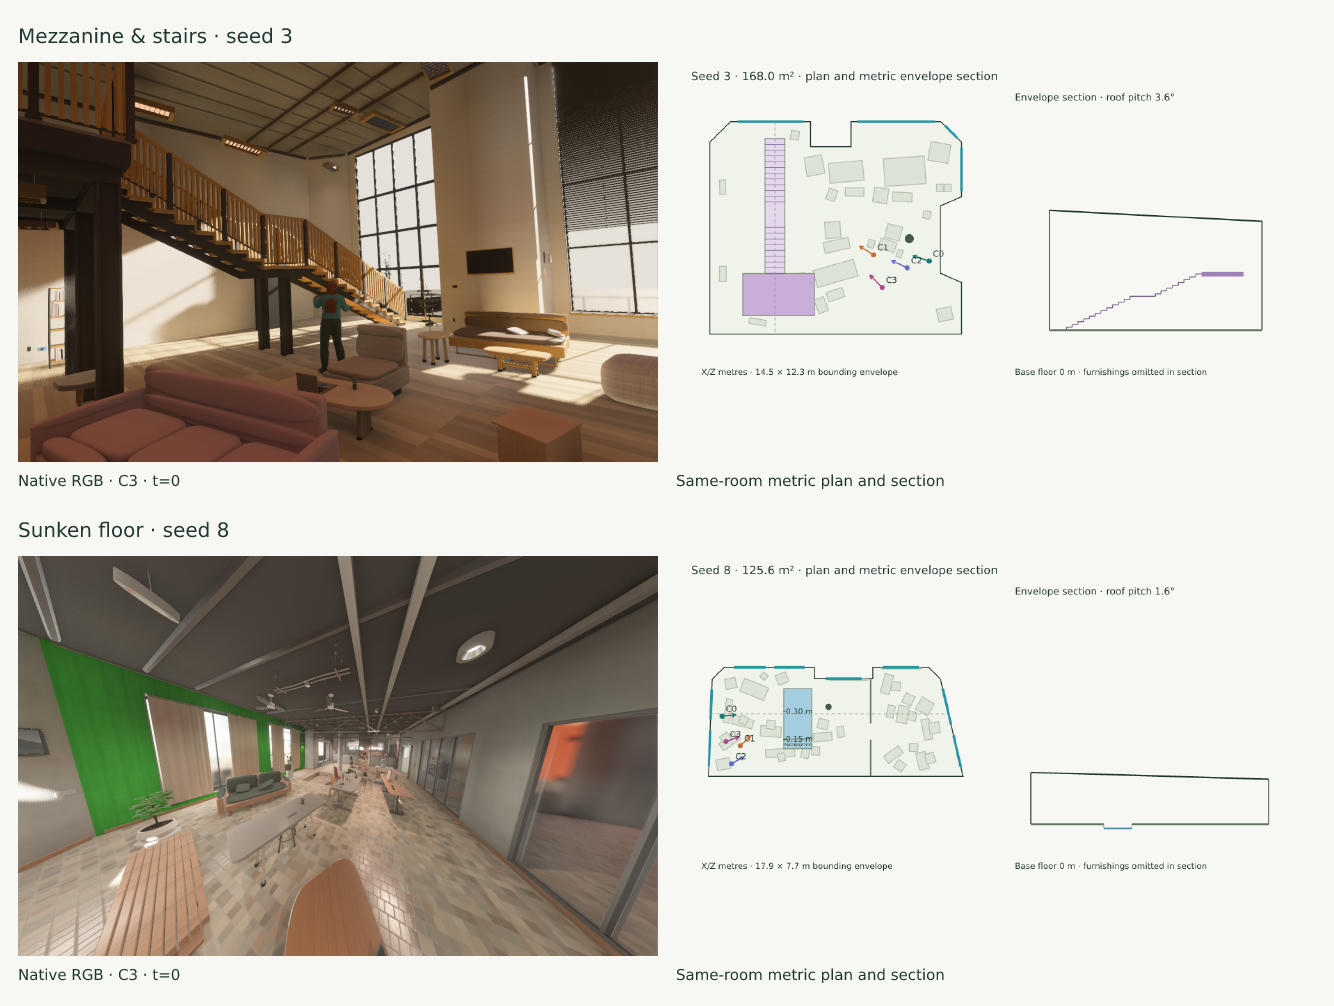 Mezzanine & stairs · seed 3
Seed 3 · 168.0 m² · plan and metric envelope section
Envelope section · roof pitch 3.6°
C1
C0
C2
C3
X/Z metres · 14.5 × 12.3 m bounding envelope
Base floor 0 m · furnishings omitted in section
Native RGB · C3 · t=0
Same-room metric plan and section
Sunken floor · seed 8
Seed 8 · 125.6 m² · plan and metric envelope section
Envelope section · roof pitch 1.6°
C0
-0.30 m
C3
C1
-0.15 m
C2
X/Z metres · 17.9 × 7.7 m bounding envelope
Base floor 0 m · furnishings omitted in section
Native RGB · C3 · t=0
Same-room metric plan and section